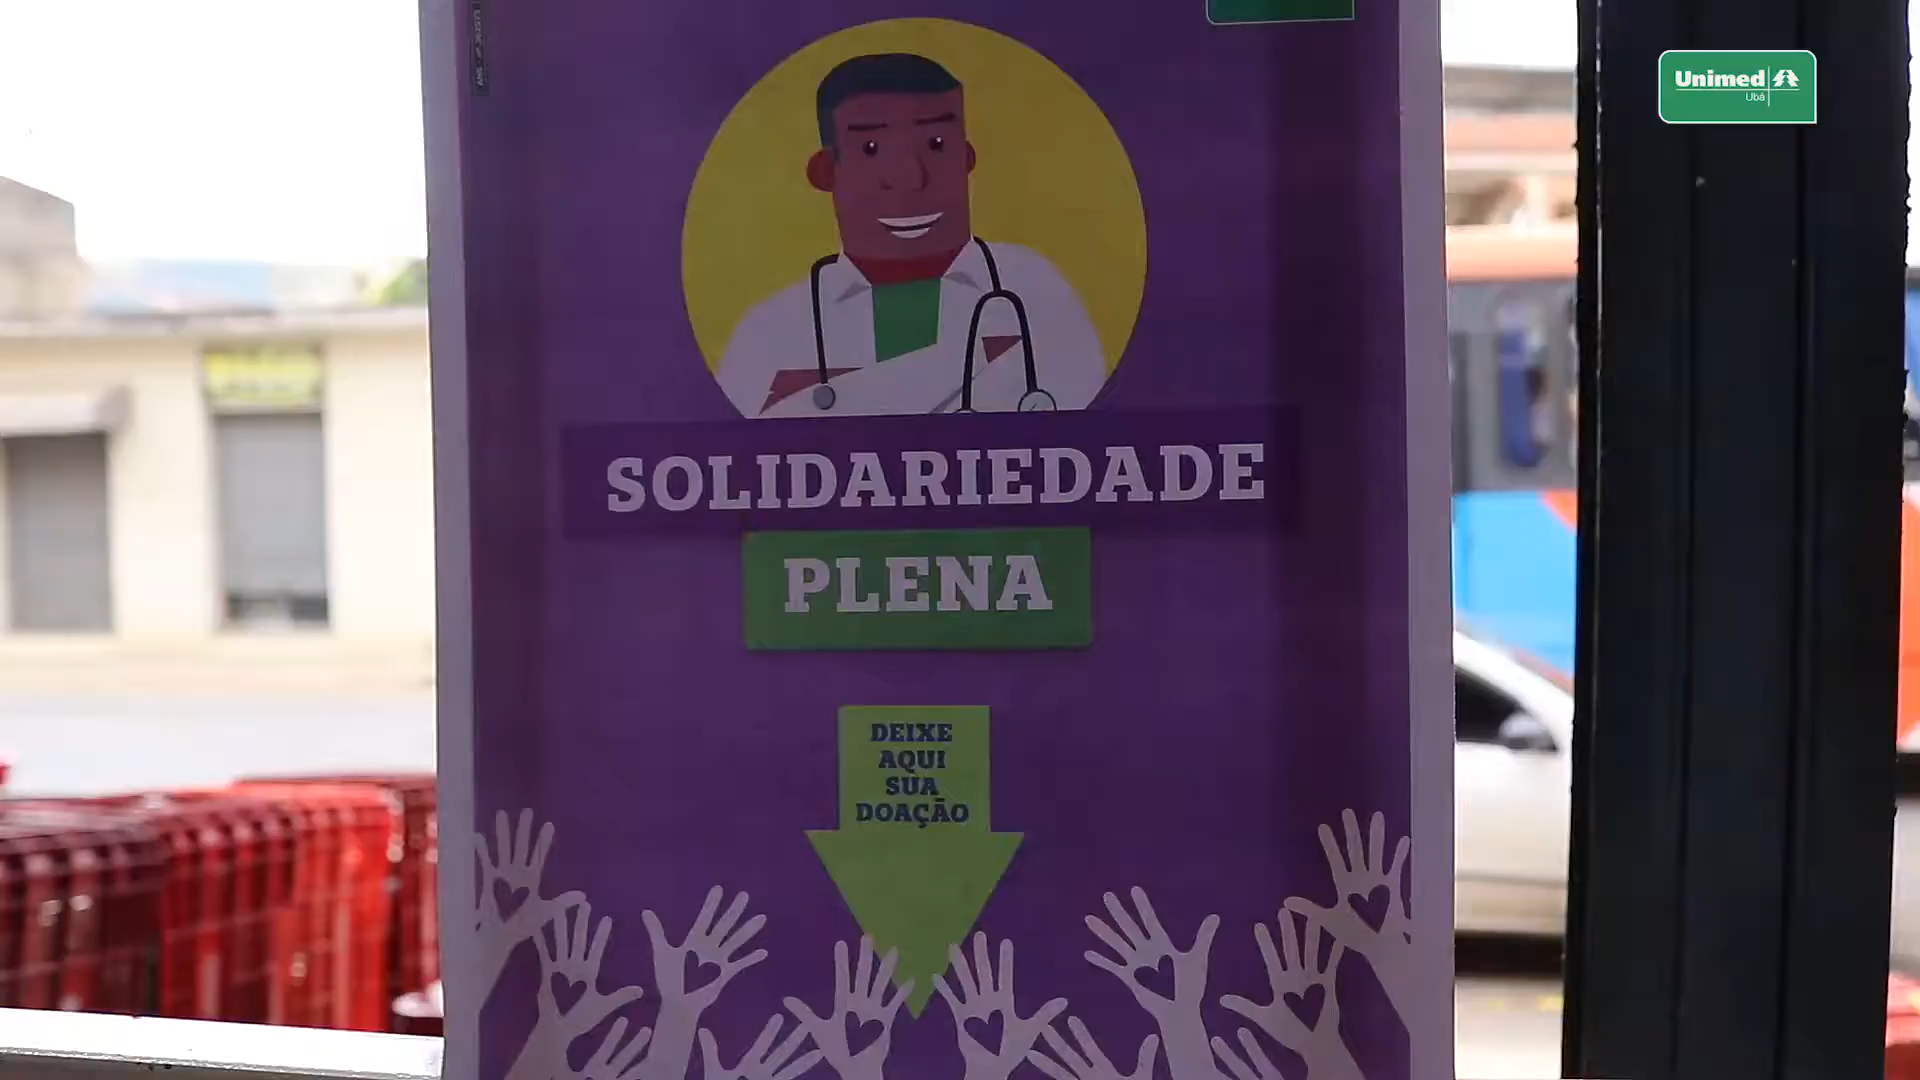 Unimed
Ubá
SOLIDARIEDADE
PLENA
DEIXE
AQUI
SUA
DOAÇÃO